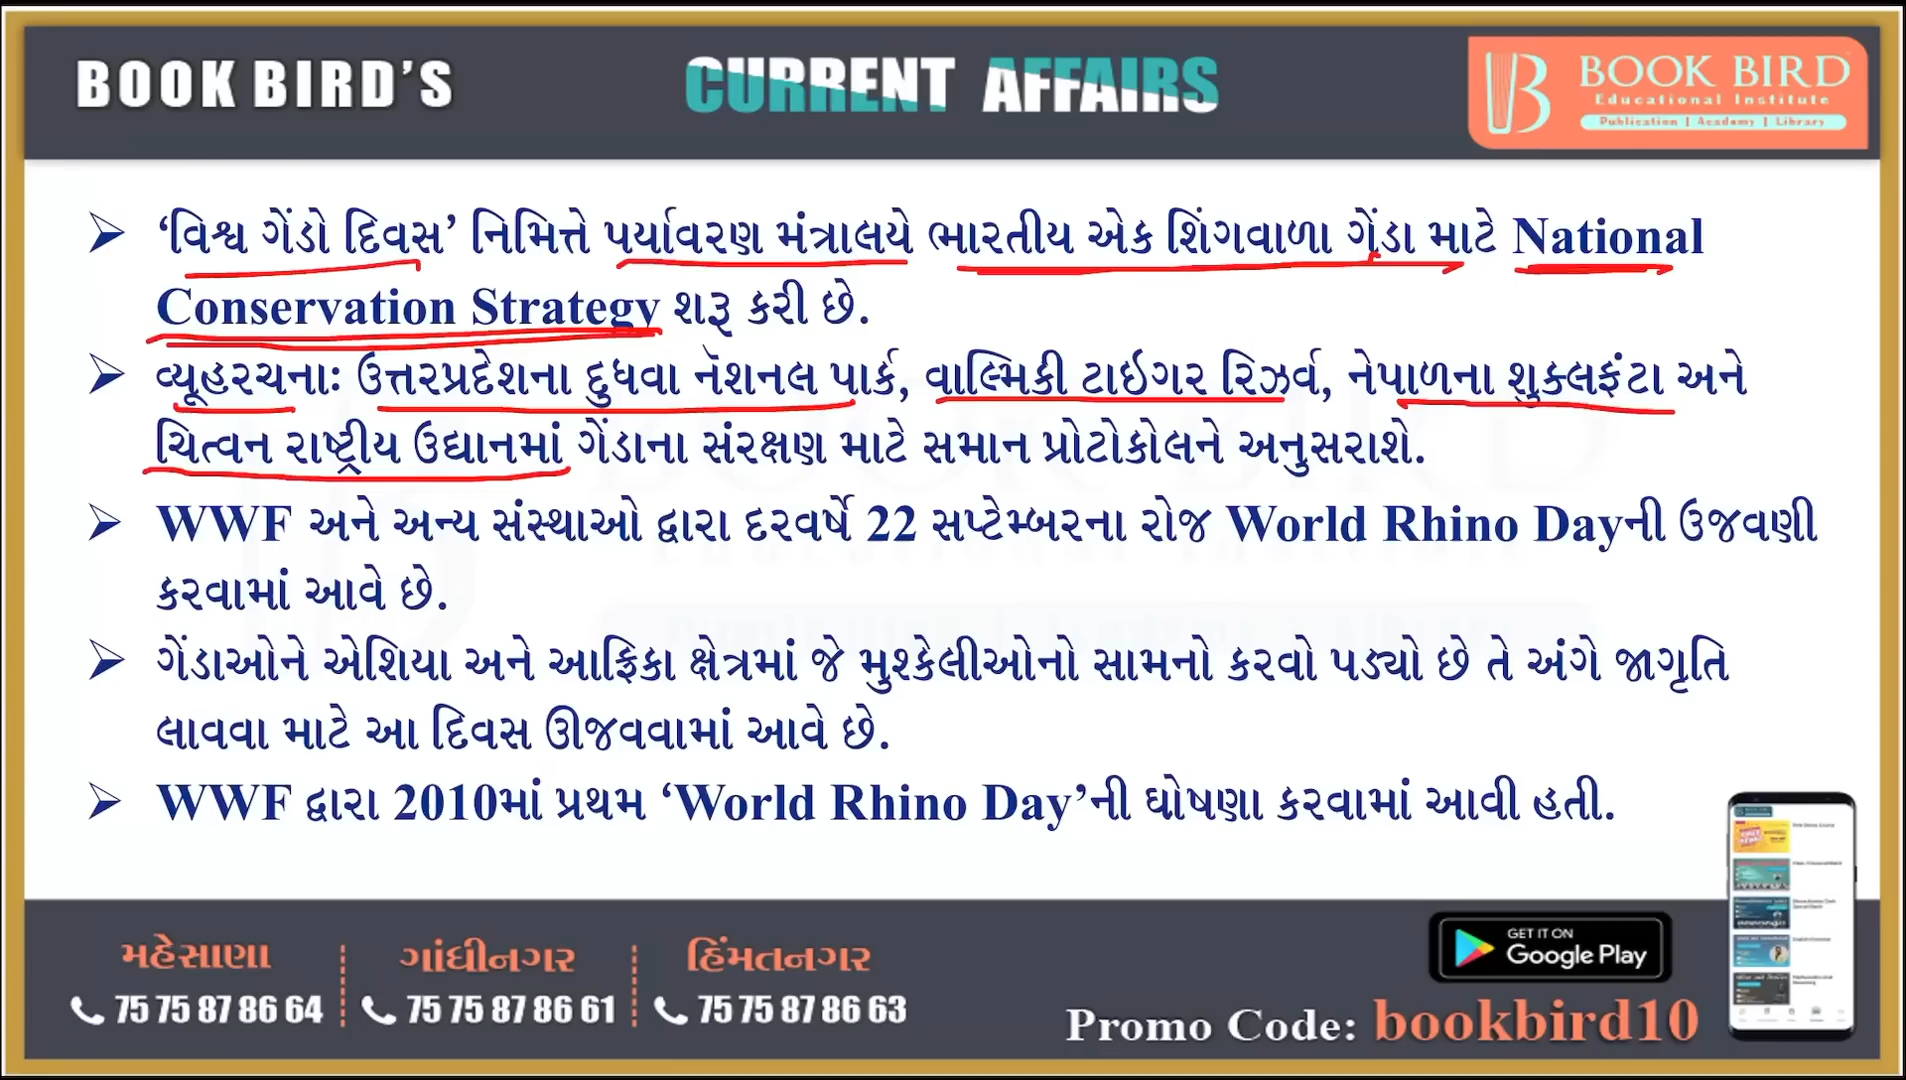 BOOK BIRD'S
CURRENT AFFAIRS
BOOK BIRD
Educational Institute
Publication | Academy | Library
➢ ‘વિશ્વ ગેંડો દિવસ’ નિમિત્તે પર્યાવરણ મંત્રાલયે ભારતીય એક શિંગવાળા ગેંડા માટે National
Conservation Strategy શરૂ કરી છે.
➢ વ્યૂહરચનાઃ ઉત્તરપ્રદેશના દુધવા નૅશનલ પાર્ક, વાલ્મિકી ટાઇગર રિઝર્વ, નેપાળના શુક્લફંટા અને
ચિત્વન રાષ્ટ્રીય ઉદ્યાનમાં ગેંડાના સંરક્ષણ માટે સમાન પ્રોટોકોલને અનુસરાશે.
➢ WWF અને અન્ય સંસ્થાઓ દ્વારા દરવર્ષે 22 સપ્ટેમ્બરના રોજ World Rhino Dayની ઉજવણી
કરવામાં આવે છે.
➢ ગેંડાઓને એશિયા અને આફ્રિકા ક્ષેત્રમાં જે મુશ્કેલીઓનો સામનો કરવો પડ્યો છે તે અંગે જાગૃતિ
લાવવા માટે આ દિવસ ઊજવવામાં આવે છે.
➢ WWF દ્વારા 2010માં પ્રથમ ‘World Rhino Day’ની ઘોષણા કરવામાં આવી હતી.
મહેસાણા
75 75 87 86 64
ગાંધીનગર
75 75 87 86 61
હિંમતનગર
75 75 87 86 63
GET IT ON
Google Play
Promo Code: bookbird10